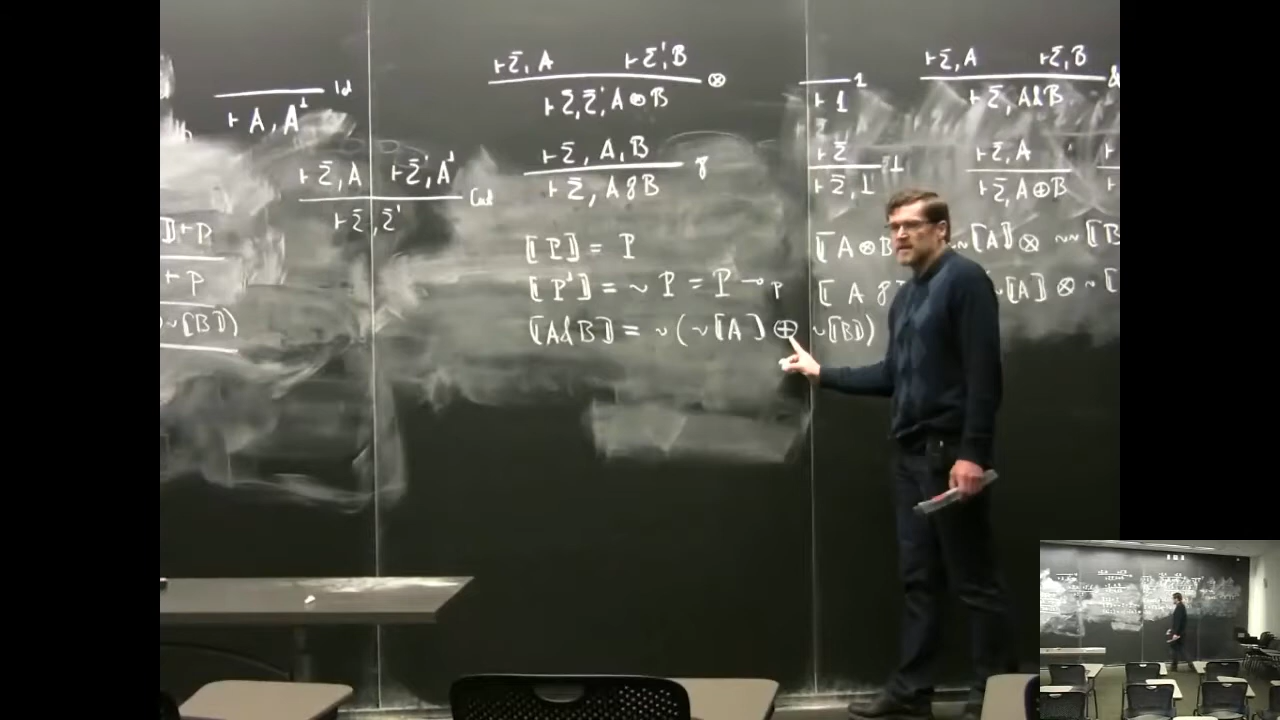 Id
⊢ A, A^⊥
⊢ Σ, A ⊢ Σ', A^⊥
Cut
⊢ Σ, Σ'
⊢ P
⊢ P
~[B])
⊢ Σ, A ⊢ Σ', B
⊗
⊢ Σ, Σ', A ⊗ B
⊢ Σ, A, B
⅋
⊢ Σ, A ⅋ B
[P] = P
[P^⊥] = ~ P = P ⊸ p
[A & B] = ~(~[A] ⊕ ~[B])
1
⊢ 1
⊢ Σ
⊥
⊢ Σ, ⊥
⊢ Σ, A ⊢ Σ, B
&
⊢ Σ, A & B
⊢ Σ, A
⊢ Σ, A ⊕ B
[A ⊗ B ~~[A] ⊗ ~~[B
[A ⅋ ~[A] ⊗ ~[